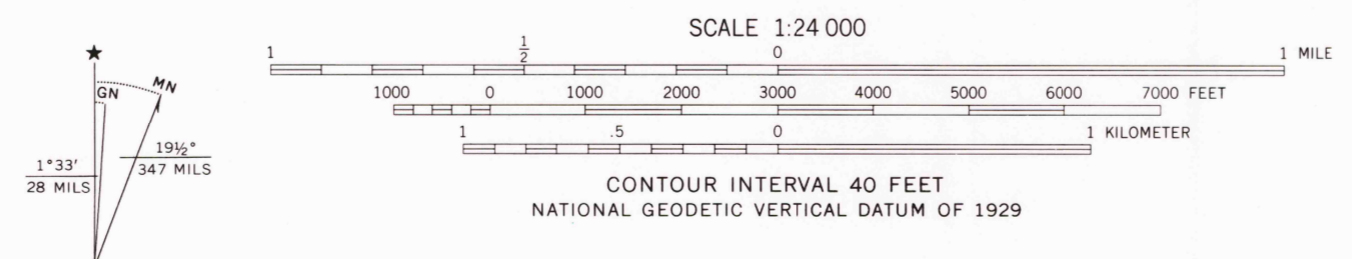 SCALE 1:24 000
1 ½ 0 1 MILE
1000 0 1000 2000 3000 4000 5000 6000 7000 FEET
1 .5 0 1 KILOMETER
CONTOUR INTERVAL 40 FEET
NATIONAL GEODETIC VERTICAL DATUM OF 1929
★
GN
MN
1°33′
28 MILS
19½°
347 MILS